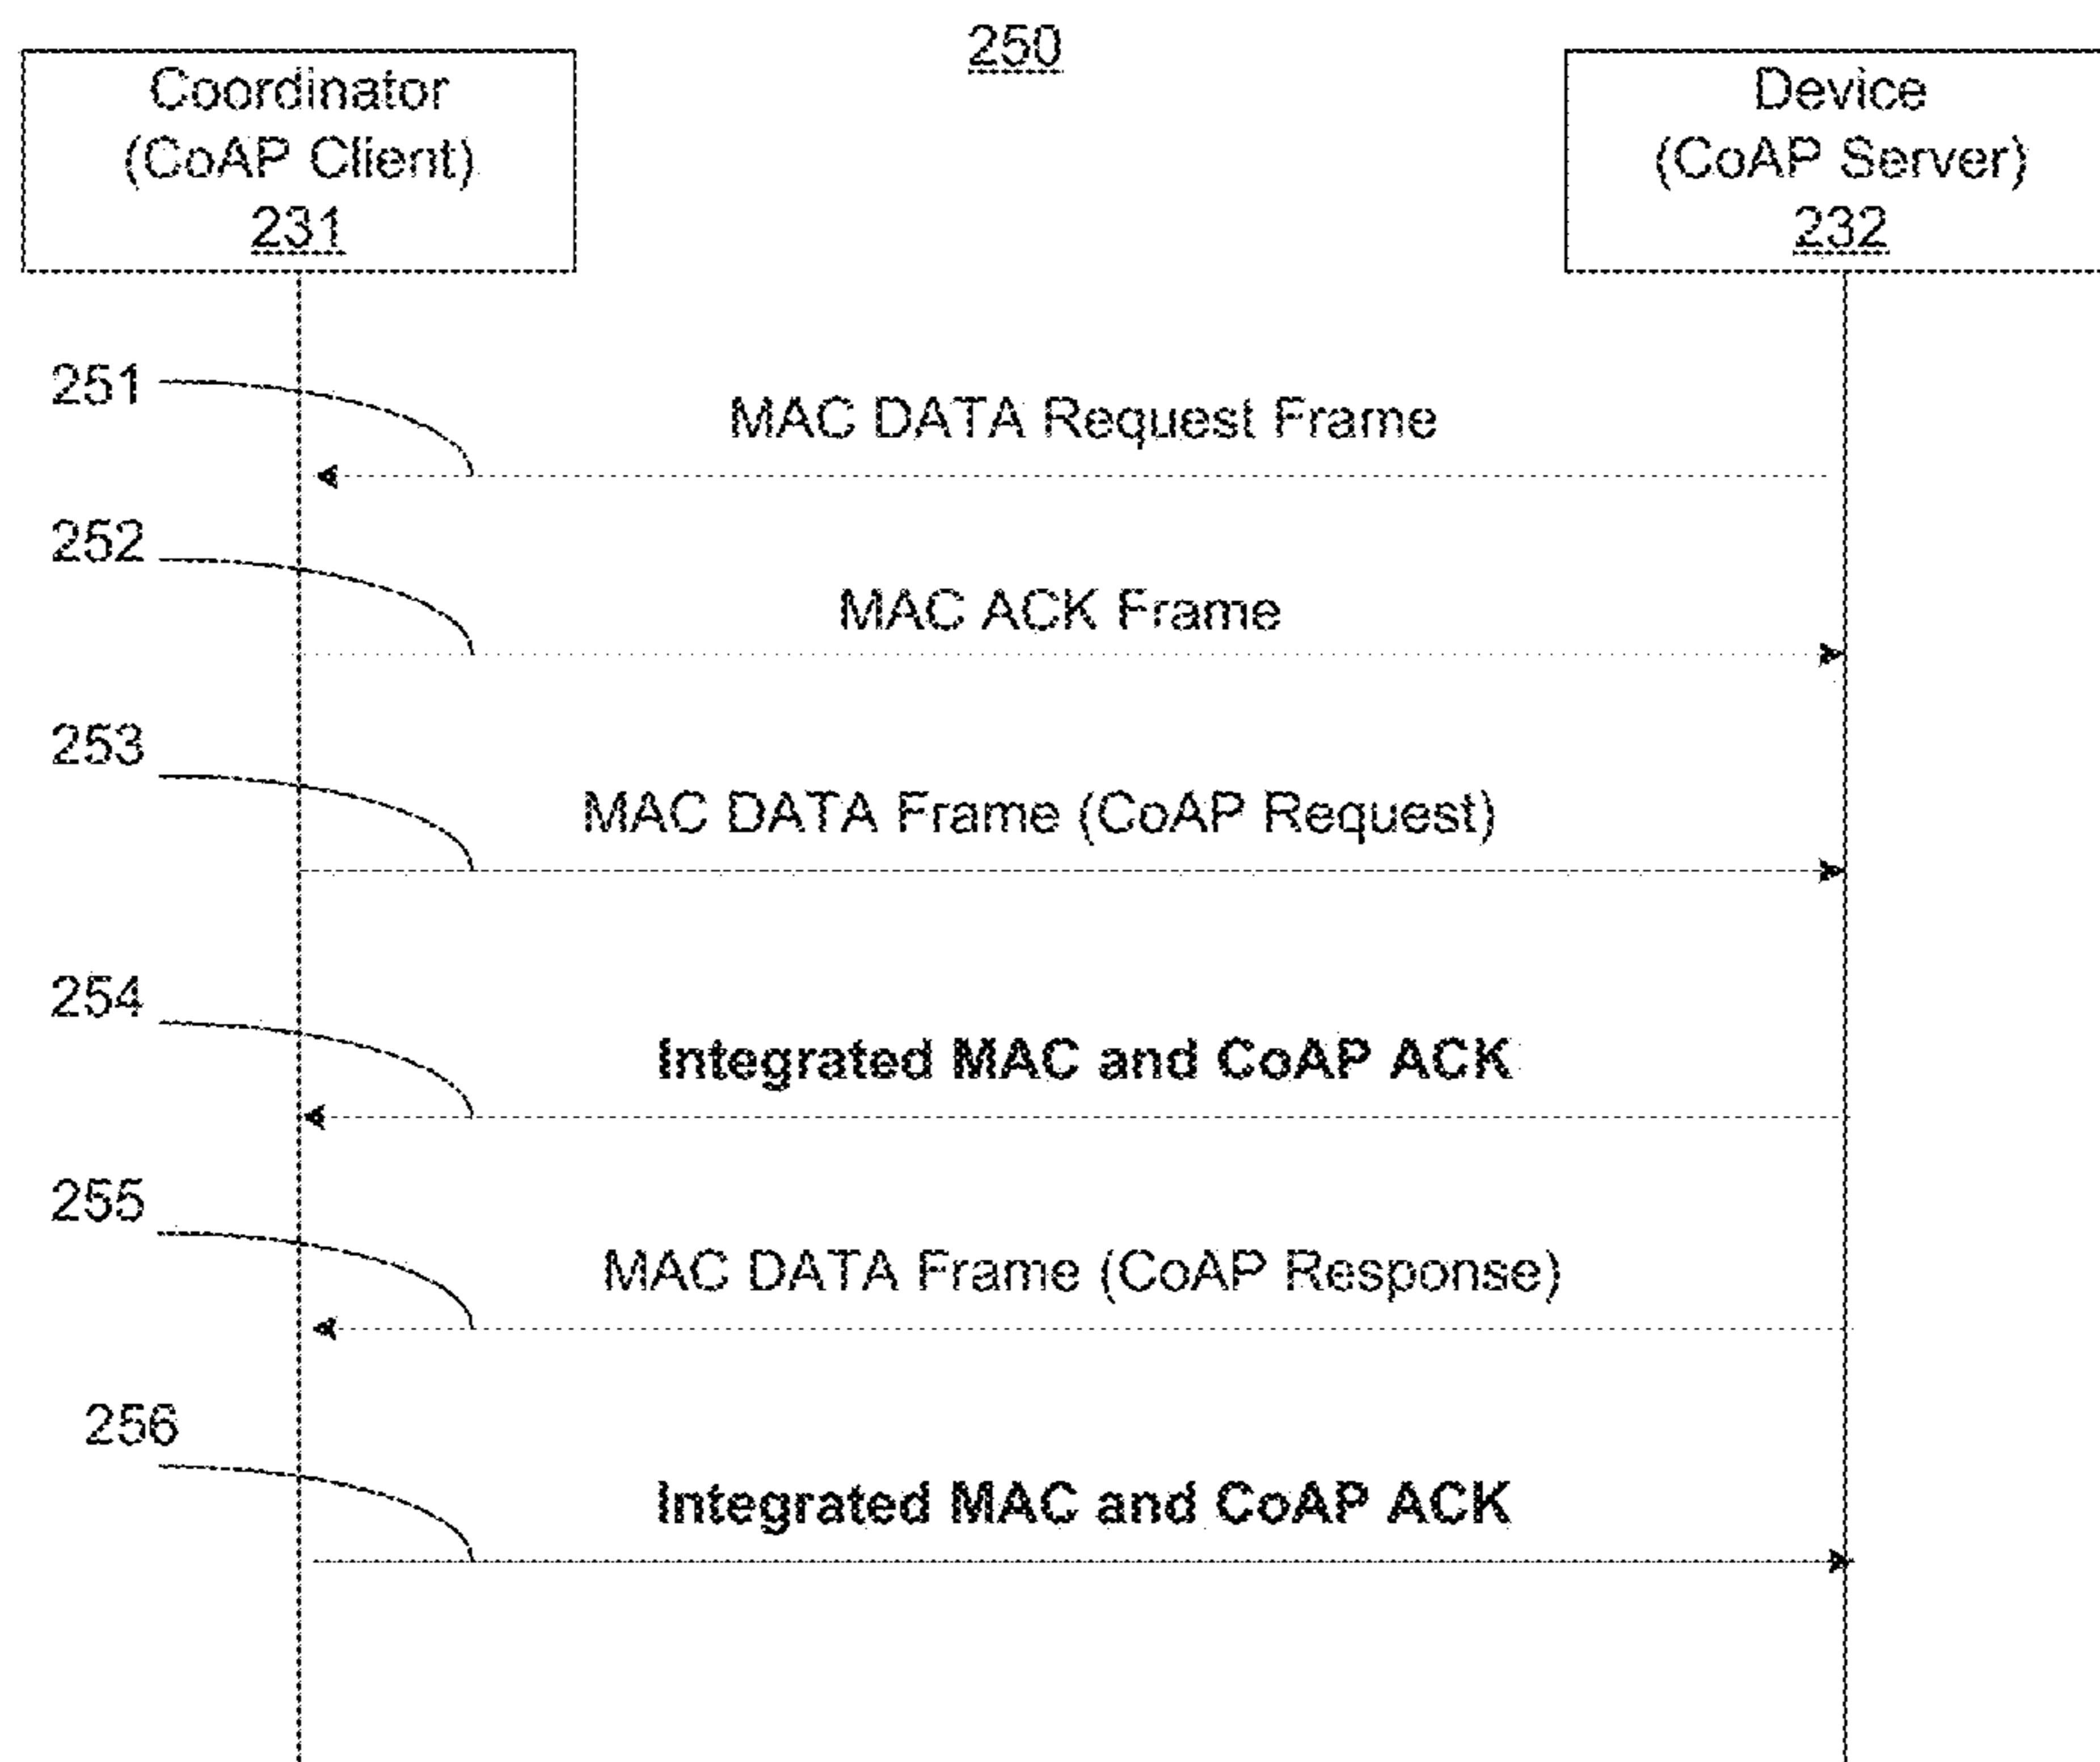 250
Coordinator
(CoAP Client)
231
Device
(CoAP Server)
232
251
MAC DATA Request Frame
252
MAC ACK Frame
253
MAC DATA Frame (CoAP Request)
254
Integrated MAC and CoAP ACK
255
MAC DATA Frame (CoAP Response)
256
Integrated MAC and CoAP ACK